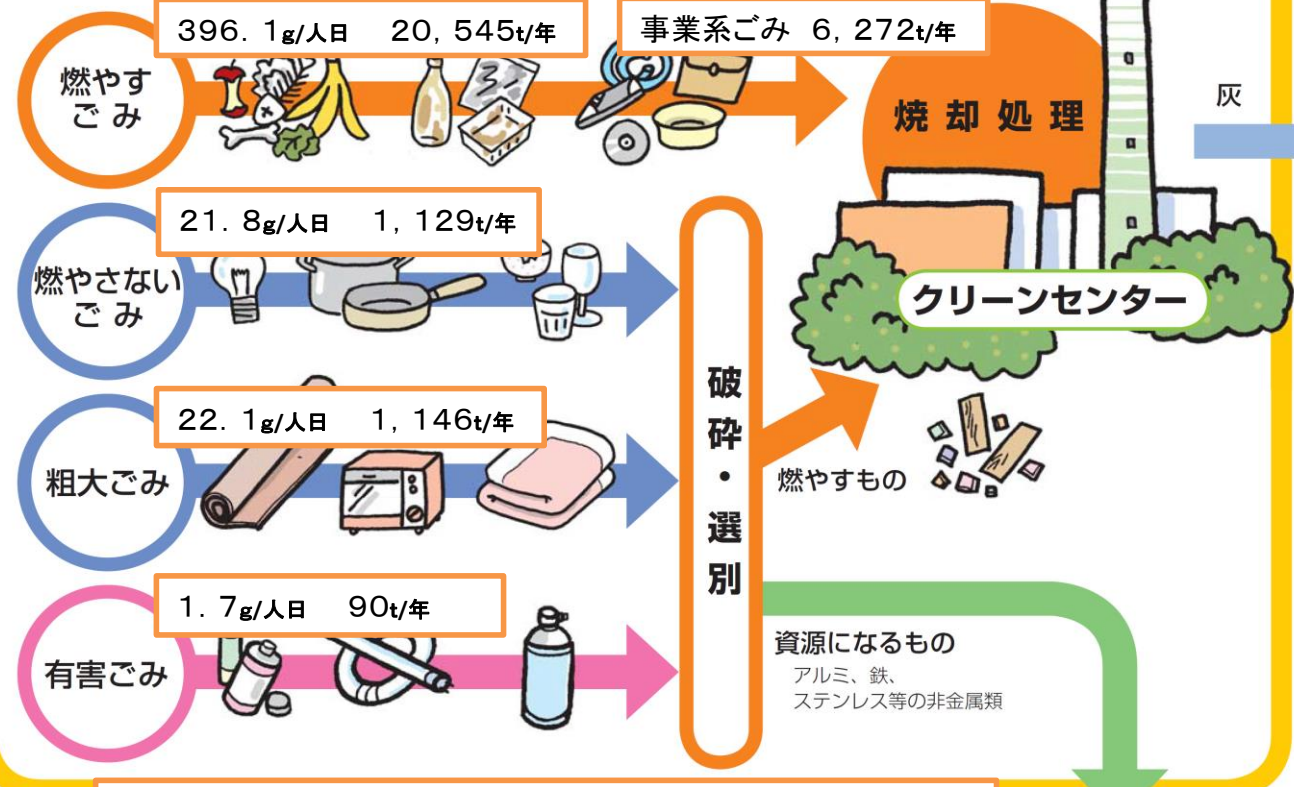 396．1g/人日　20，545t/年
事業系ごみ 6，272t/年
燃やす
ごみ
焼却処理
灰
21．8g/人日　1，129t/年
燃やさない
ごみ
クリーンセンター
22．1g/人日　1，146t/年
粗大ごみ
破砕・選別
燃やすもの
1．7g/人日　90t/年
有害ごみ
資源になるもの
アルミ、鉄、
ステンレス等の非金属類